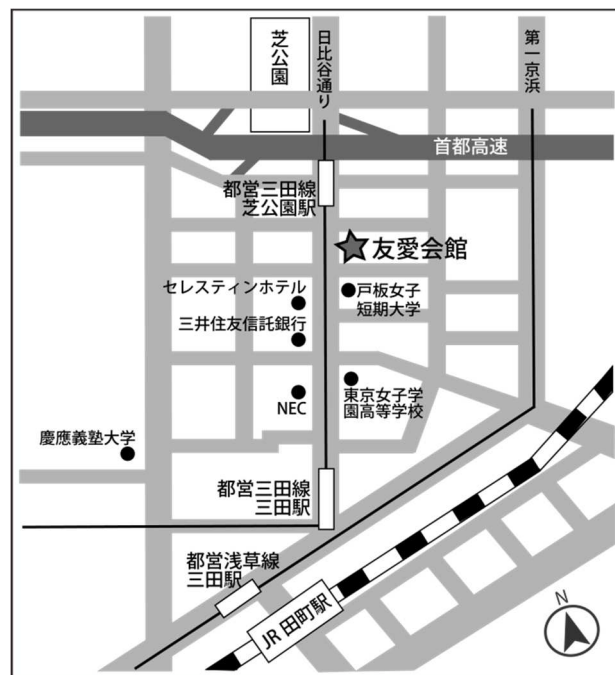 芝公園
日比谷通り
第一京浜
首都高速
都営三田線
芝公園駅
友愛会館
セレスティンホテル
戸板女子
短期大学
三井住友信託銀行
東京女子学
園高等学校
NEC
慶應義塾大学
都営三田線
三田駅
都営浅草線
三田駅
JR 田町駅
N